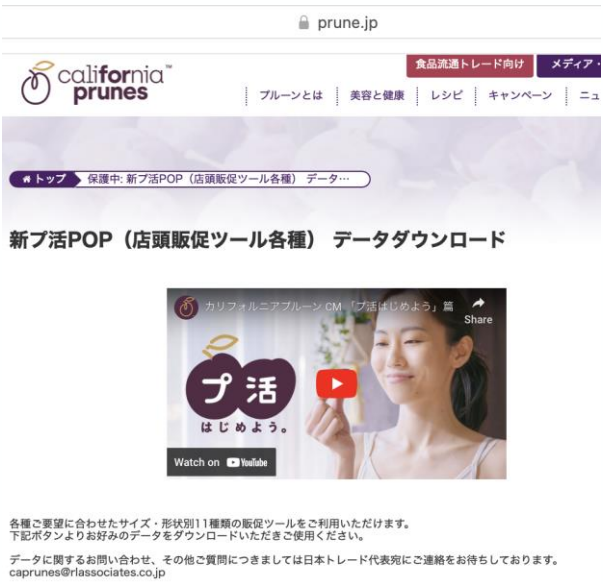 prune.jp
california™
prunes
食品流通トレード向け
メディア・
プルーンとは
美容と健康
レシピ
キャンペーン
ニュ
トップ
保護中: 新プ活POP（店頭販促ツール各種） データ…
新プ活POP（店頭販促ツール各種） データダウンロード
カリフォルニアプルーン CM 「プ活はじめよう」篇
Share
プ活
はじめよう。
Watch on YouTube
各種ご要望に合わせたサイズ・形状別11種類の販促ツールをご利用いただけます。
下記ボタンよりお好みのデータをダウンロードいただきご使用ください。
データに関するお問い合わせ、その他ご質問につきましては日本トレード代表宛にご連絡をお待ちしております。
caprunes@rlassociates.co.jp